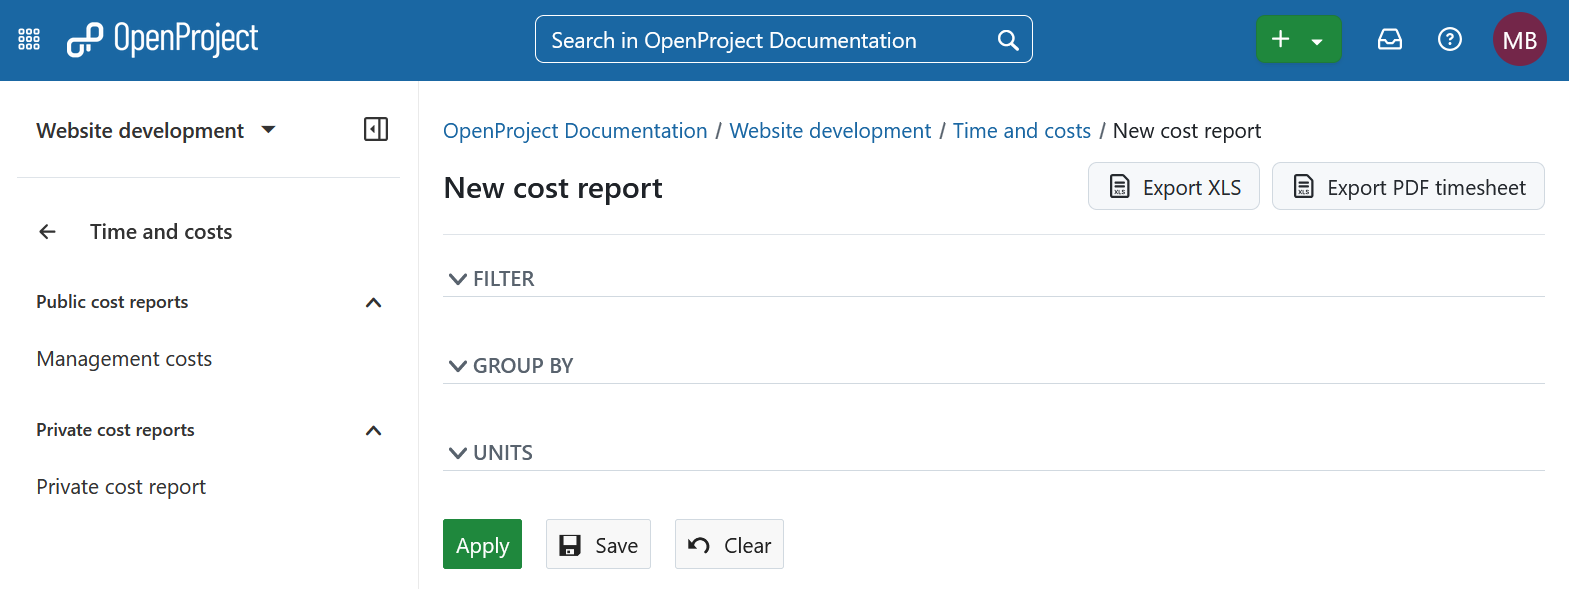 OpenProject
Search in OpenProject Documentation
MB
Website development
Time and costs
Public cost reports
Management costs
Private cost reports
Private cost report
OpenProject Documentation / Website development / Time and costs / New cost report
New cost report
XLS Export XLS
XLS Export PDF timesheet
FILTER
GROUP BY
UNITS
Apply
Save
Clear